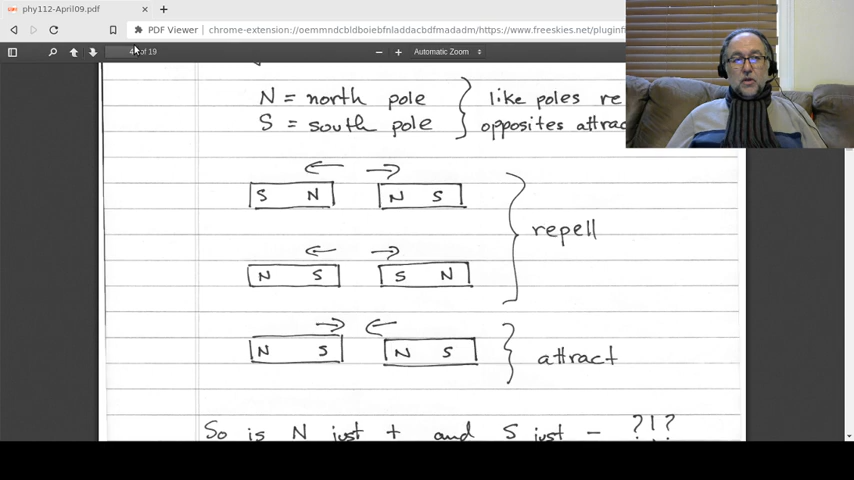 phy112-April09.pdf
PDF Viewer chrome-extension://oemmndcbldboiebfnladdacbdfmadadm/https://www.freeskies.net/pluginfi
of 19 Automatic Zoom
N = north pole like poles re
S = south pole opposites attrac
S N N S
repell
N S S N
N S N S
attract
So is N just + and S just - ?!?